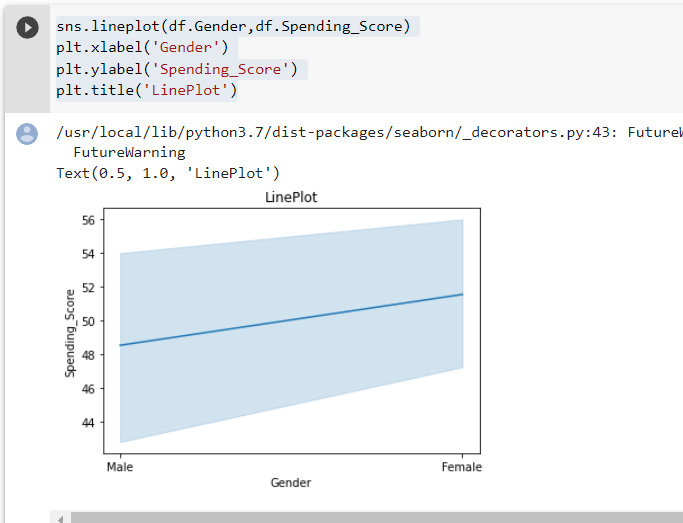 sns.lineplot(df.Gender,df.Spending_Score)
plt.xlabel('Gender')
plt.ylabel('Spending_Score')
plt.title('LinePlot')
/usr/local/lib/python3.7/dist-packages/seaborn/_decorators.py:43: FutureW
FutureWarning
Text(0.5, 1.0, 'LinePlot')
LinePlot
56
54
52
50
48
46
44
Spending_Score
Male Female
Gender